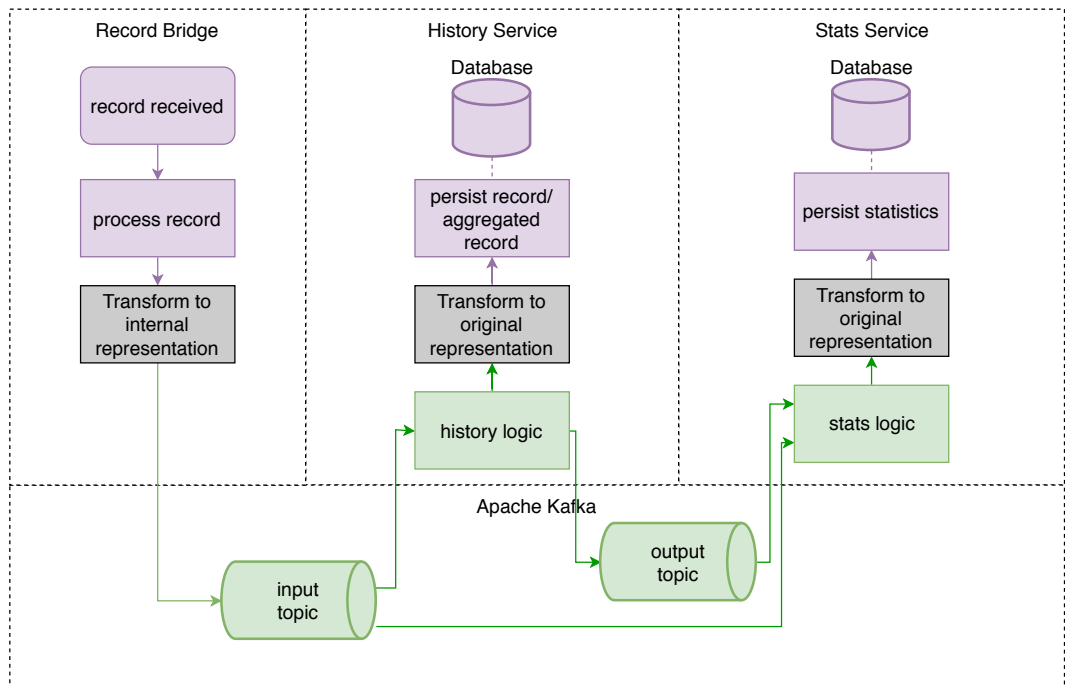 Record Bridge
record received
process record
Transform to
internal
representation
History Service
Database
persist record/
aggregated
record
Transform to
original
representation
history logic
Stats Service
Database
persist statistics
Transform to
original
representation
stats logic
Apache Kafka
input
topic
output
topic